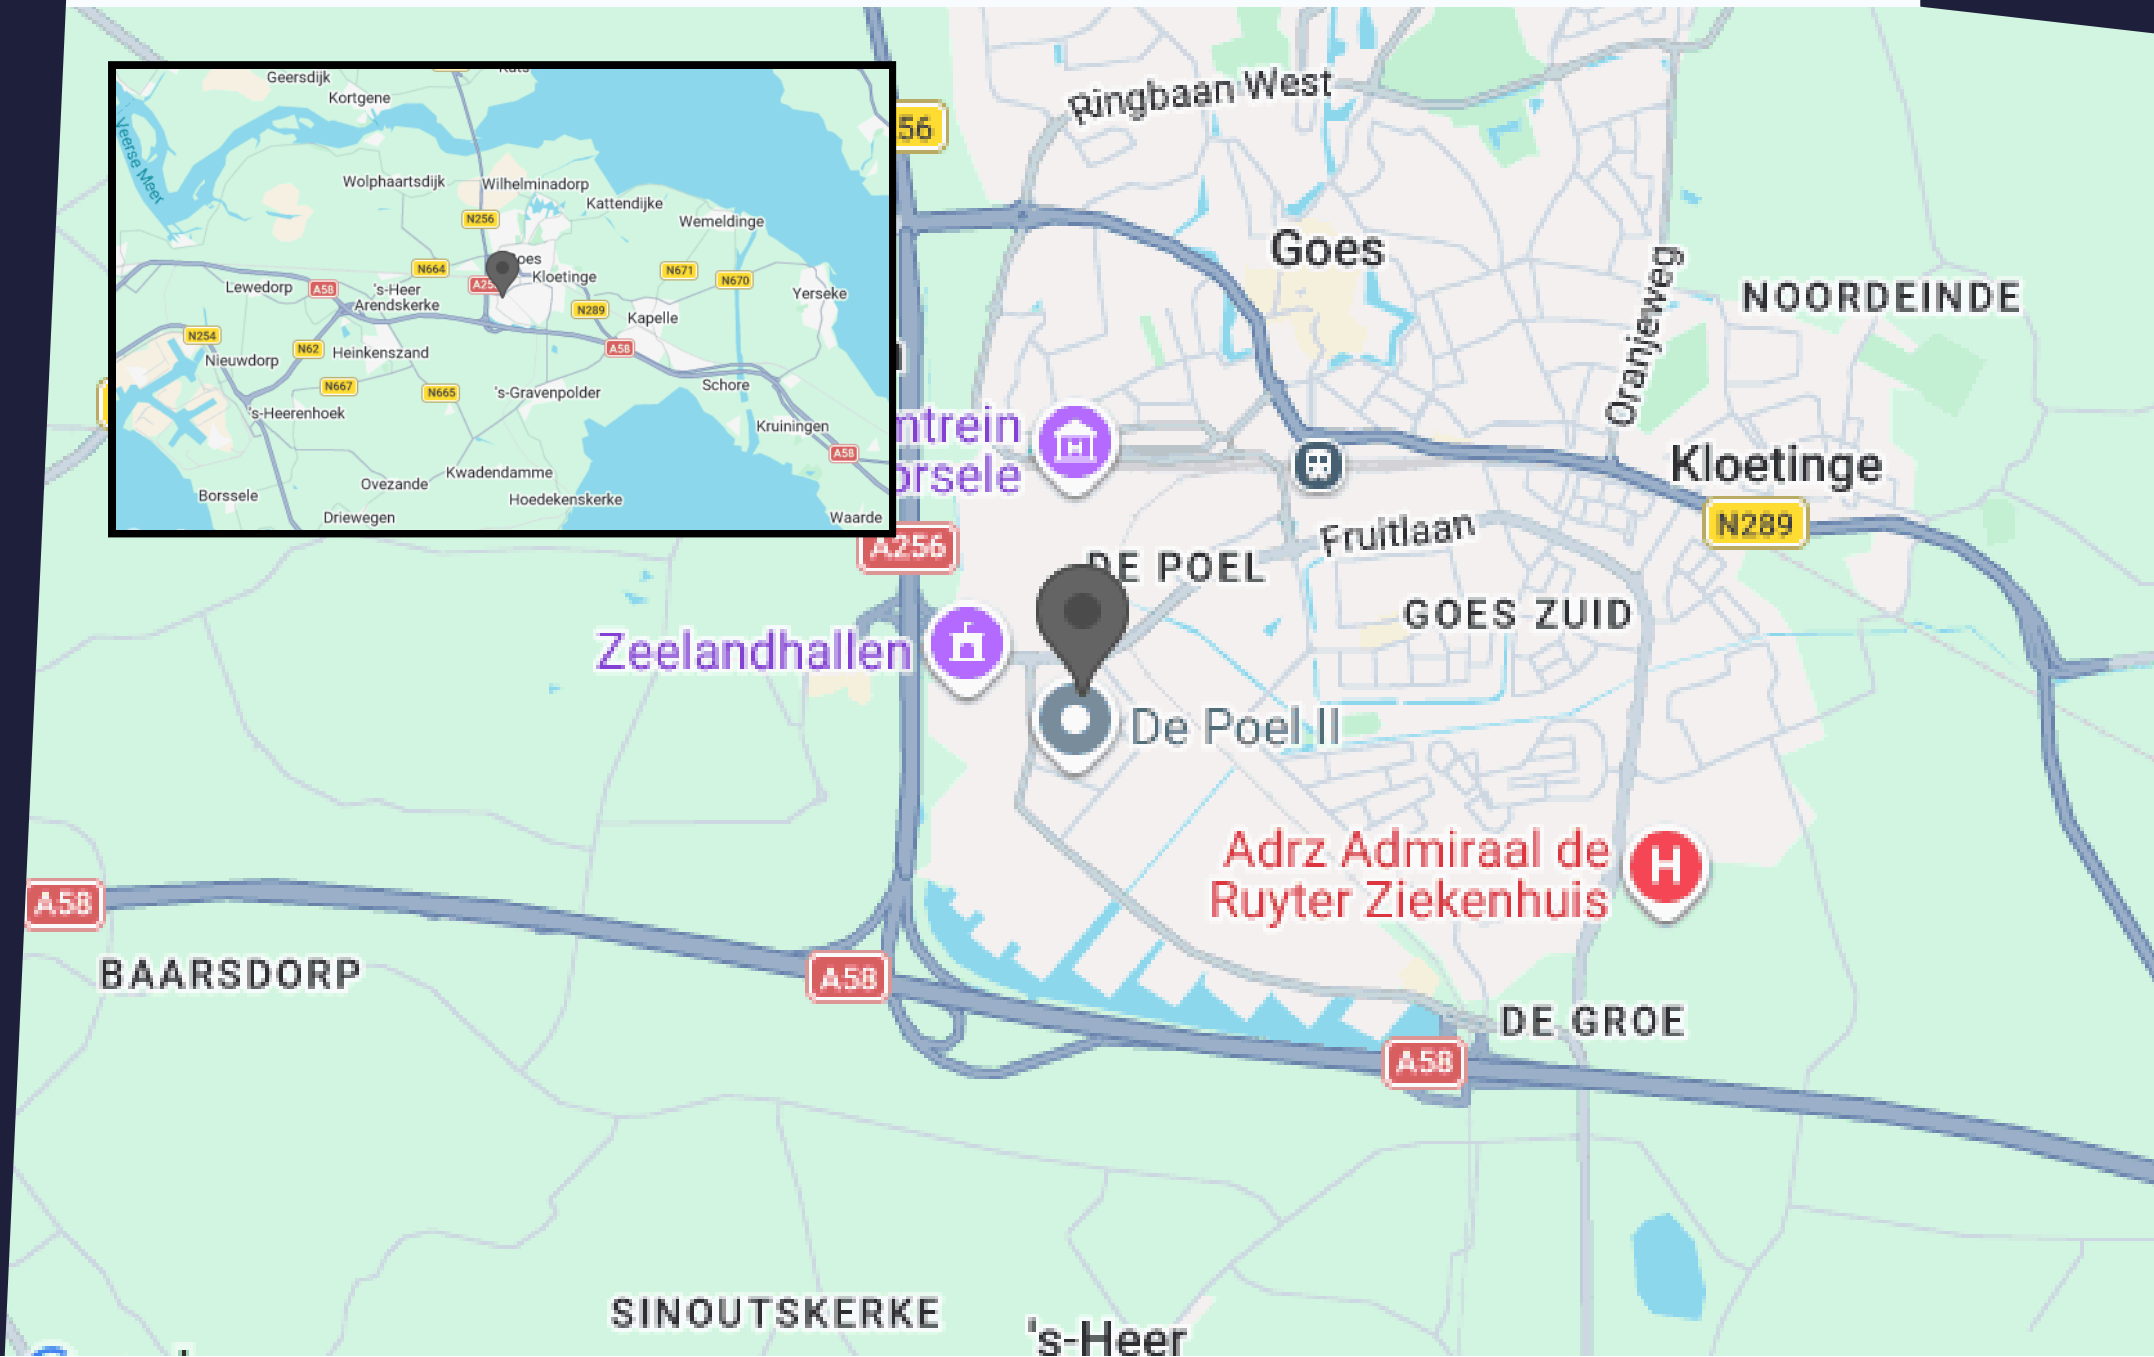 Geersdijk
Kortgene
Veerse Meer
Wolphaartsdijk
Wilhelminadorp
Kattendijke
N256
Wemeldinge
N664
Kloetinge
N671
N670
Lewedorp
A58
's-Heer
Arendskerke
N289
Yerseke
Kapelle
N254
N62
Heinkenszand
A58
Nieuwdorp
N667
N665
's-Gravenpolder
Schore
's-Heerenhoek
Kruiningen
A58
Kwadendamme
Ovezande
Borssele
Hoedekenskerke
Driewegen
Waarde
56
Ringbaan West
Goes
Oranjeweg
NOORDEINDE
mtrein
orsele
Kloetinge
N289
Fruitlaan
A256
DE POEL
GOES ZUID
Zeelandhallen
De Poel II
Adrz Admiraal de
Ruyter Ziekenhuis
H
A58
BAARSDORP
A58
DE GROE
A58
SINOUTSKERKE
's-Heer